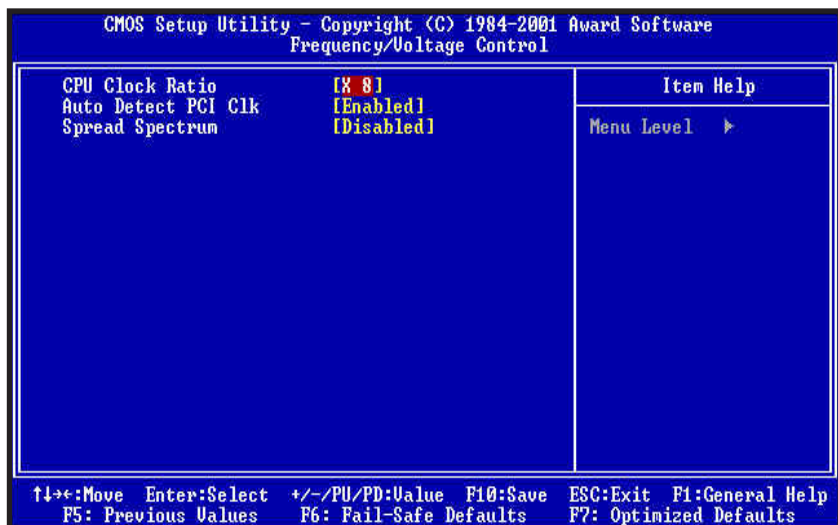 CMOS Setup Utility - Copyright (C) 1984-2001 Award Software
Frequency/Voltage Control
CPU Clock Ratio [X 8]
Auto Detect PCI Clk [Enabled]
Spread Spectrum [Disabled]
Item Help
Menu Level ▶
↑↓→←:Move Enter:Select +/-/PU/PD:Value F10:Save ESC:Exit F1:General Help
F5: Previous Values F6: Fail-Safe Defaults F7: Optimized Defaults